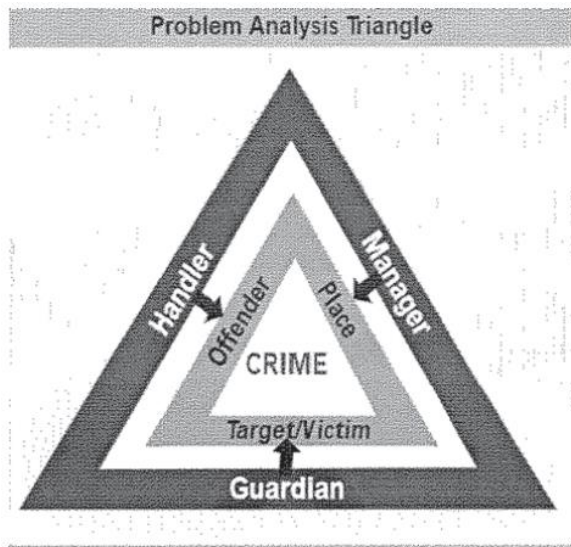 Problem Analysis Triangle
Handler
Manager
Offender
Place
CRIME
Target/Victim
Guardian